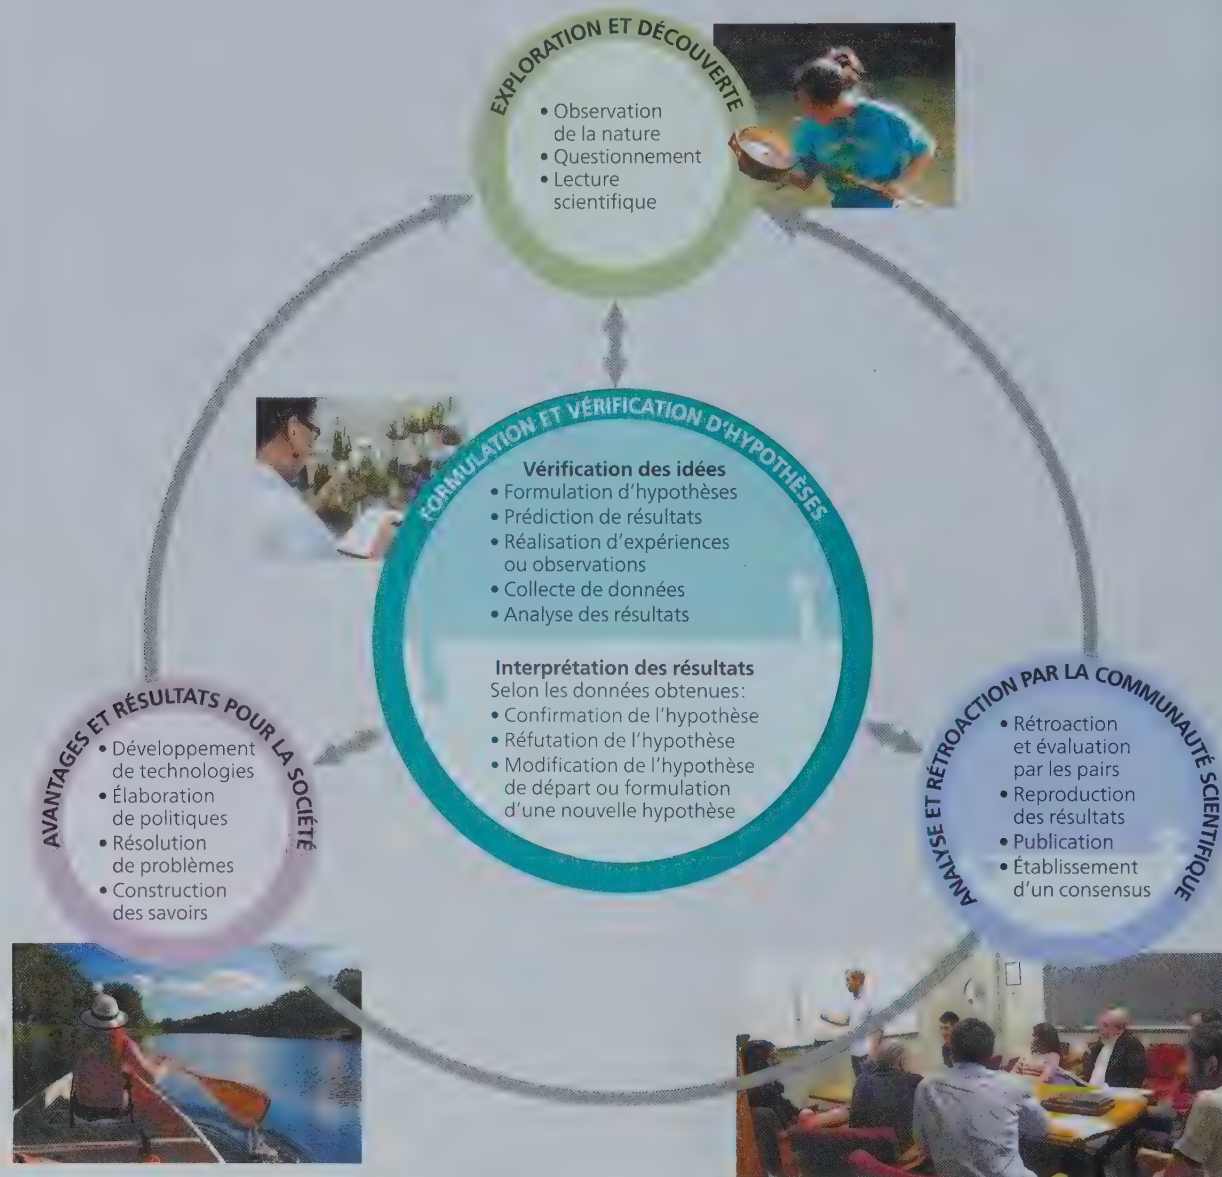 EXPLORATION ET DÉCOUVERTE
• Observation
de la nature
• Questionnement
• Lecture
scientifique
FORMULATION ET VÉRIFICATION D'HYPOTHÈSES
Vérification des idées
• Formulation d'hypothèses
• Prédiction de résultats
• Réalisation d'expériences
ou observations
• Collecte de données
• Analyse des résultats
Interprétation des résultats
Selon les données obtenues:
• Confirmation de l'hypothèse
• Réfutation de l'hypothèse
• Modification de l'hypothèse
de départ ou formulation
d'une nouvelle hypothèse
AVANTAGES ET RÉSULTATS POUR LA SOCIÉTÉ
• Développement
de technologies
• Élaboration
de politiques
• Résolution
de problèmes
• Construction
des savoirs
ANALYSE ET RÉTROACTION PAR LA COMMUNAUTÉ SCIENTIFIQUE
• Rétroaction
et évaluation
par les pairs
• Reproduction
des résultats
• Publication
• Établissement
d'un consensus